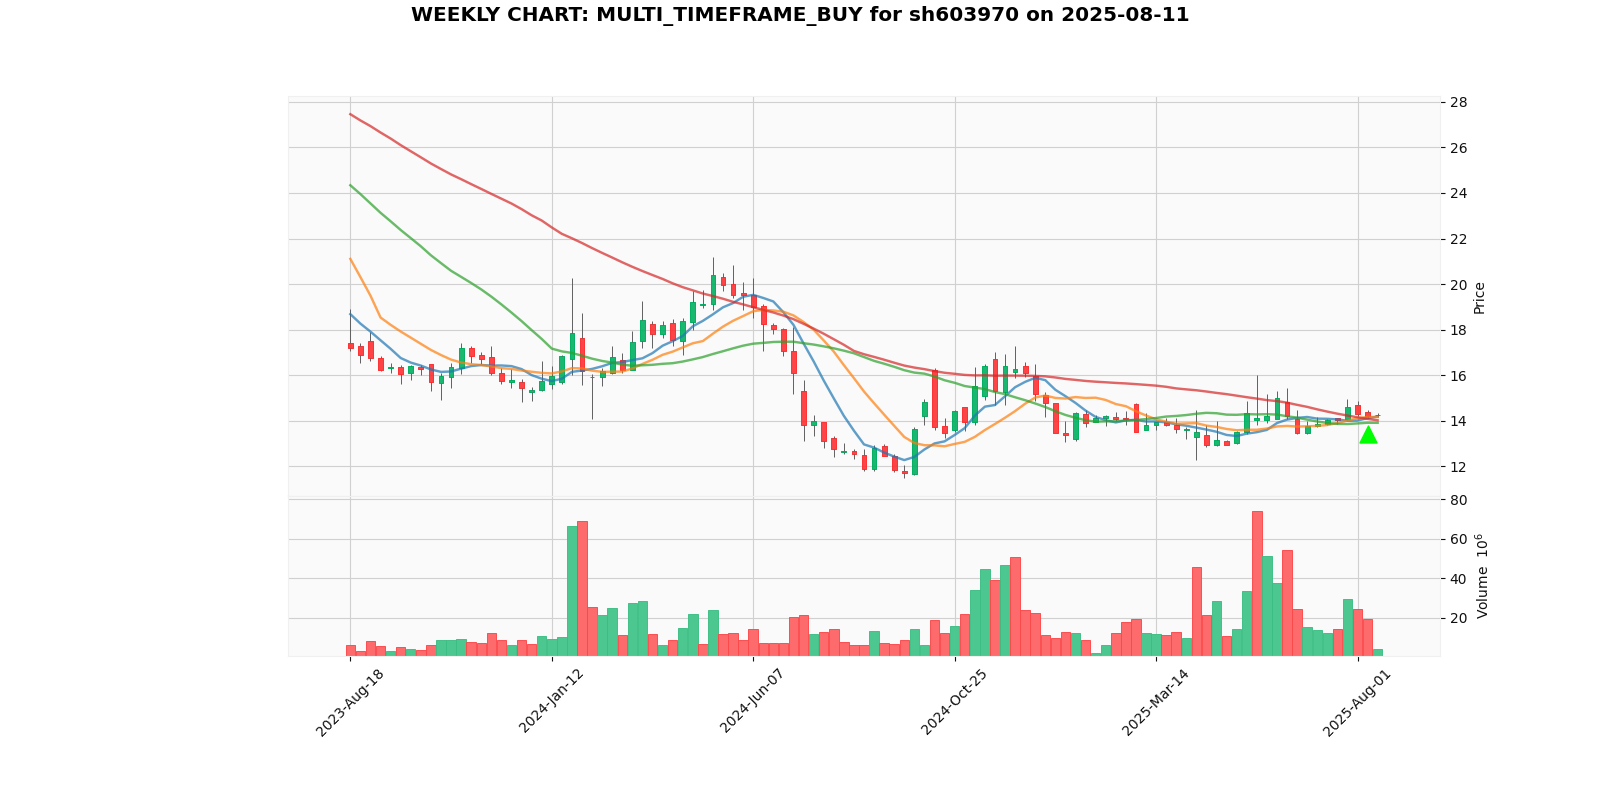 WEEKLY CHART: MULTI_TIMEFRAME_BUY for sh603970 on 2025-08-11
28
26
24
22
20
18
16
14
12
Price
80
60
40
20
Volume 10⁶
2023-Aug-18
2024-Jan-12
2024-Jun-07
2024-Oct-25
2025-Mar-14
2025-Aug-01